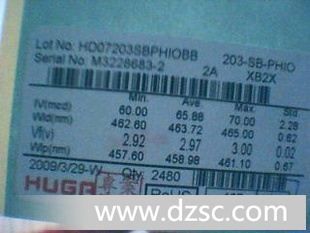 Lot No: HD07203SBPHIOBB 203-SB-PHIO
Serial No: M3228683-2 2A XB2X
Min. Ave. Max.
IV(mcd) 60.00 65.88 70.00 2.28
Wld(nm) 462.60 463.72 465.00 0.62
Vf(v) 2.92 2.97 3.00 0.02
Wlp(nm) 457.60 458.98 461.10 0.67
2009/3/29-W Qty: 2480
HUGA RoHS
www.dzsc.com